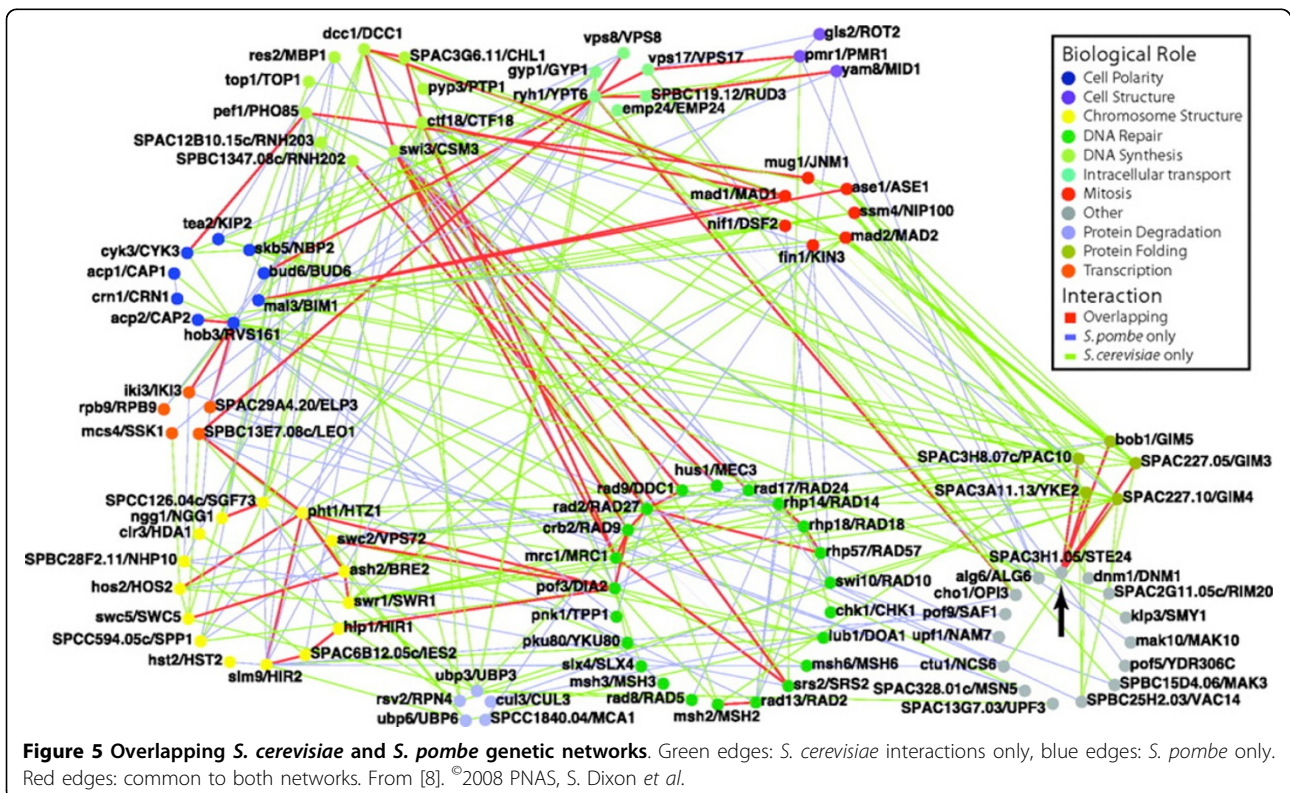 dcc1/DCC1
res2/MBP1
SPAC3G6.11/CHL1
top1/TOP1
pyp3/PTP1
pef1/PHO85
ctf18/CTF18
SPAC12B10.15c/RNH203
swi3/CSM3
SPBC1347.08c/RNH202
vps8/VPS8
gls2/ROT2
vps17/VPS17
pmr1/PMR1
gyp1/GYP1
yam8/MID1
ryh1/YPT6
SPBC119.12/RUD3
emp24/EMP24
mug1/JNM1
mad1/MAD1
ase1/ASE1
ssm4/NIP100
nif1/DSF2
mad2/MAD2
fin1/KIN3
Biological Role
Cell Polarity
Cell Structure
Chromosome Structure
DNA Repair
DNA Synthesis
Intracellular transport
Mitosis
Other
Protein Degradation
Protein Folding
Transcription
Interaction
Overlapping
S.pombe only
S.cerevisiae only
tea2/KIP2
cyk3/CYK3
skb5/NBP2
acp1/CAP1
bud6/BUD6
crn1/CRN1
mal3/BIM1
acp2/CAP2
hob3/RVS161
iki3/IKI3
rpb9/RPB9
SPAC29A4.20/ELP3
mcs4/SSK1
SPBC13E7.08c/LEO1
bob1/GIM5
SPAC3H8.07c/PAC10
SPAC227.05/GIM3
SPAC3A11.13/YKE2
SPAC227.10/GIM4
SPCC126.04c/SGF73
ngg1/NGG1
pht1/HTZ1
clr3/HDA1
swc2/VPS72
SPBC28F2.11/NHP10
ash2/BRE2
hos2/HOS2
swr1/SWR1
swc5/SWC5
hip1/HIR1
SPCC594.05c/SPP1
SPAC6B12.05c/IES2
hst2/HST2
slm9/HIR2
hus1/MEC3
rad9/DDC1
rad17/RAD24
rad2/RAD27
rhp14/RAD14
crb2/RAD9
rhp18/RAD18
mrc1/MRC1
rhp57/RAD57
pof3/DIA2
swi10/RAD10
pnk1/TPP1
chk1/CHK1
pku80/YKU80
lub1/DOA1
slx4/SLX4
msh6/MSH6
msh3/MSH3
srs2/SRS2
rad8/RAD5
rad13/RAD2
msh2/MSH2
ubp3/UBP3
rsv2/RPN4
cul3/CUL3
ubp6/UBP6
SPCC1840.04/MCA1
SPAC3H1.05/STE24
alg6/ALG6
dnm1/DNM1
cho1/OPI3
SPAC2G11.05c/RIM20
pof9/SAF1
klp3/SMY1
upf1/NAM7
mak10/MAK10
ctu1/NCS6
pof5/YDR306C
SPAC328.01c/MSN5
SPBC15D4.06/MAK3
SPAC13G7.03/UPF3
SPBC25H2.03/VAC14
Figure 5 Overlapping S. cerevisiae and S. pombe genetic networks. Green edges: S. cerevisiae interactions only, blue edges: S. pombe only.
Red edges: common to both networks. From [8]. ©2008 PNAS, S. Dixon et al.